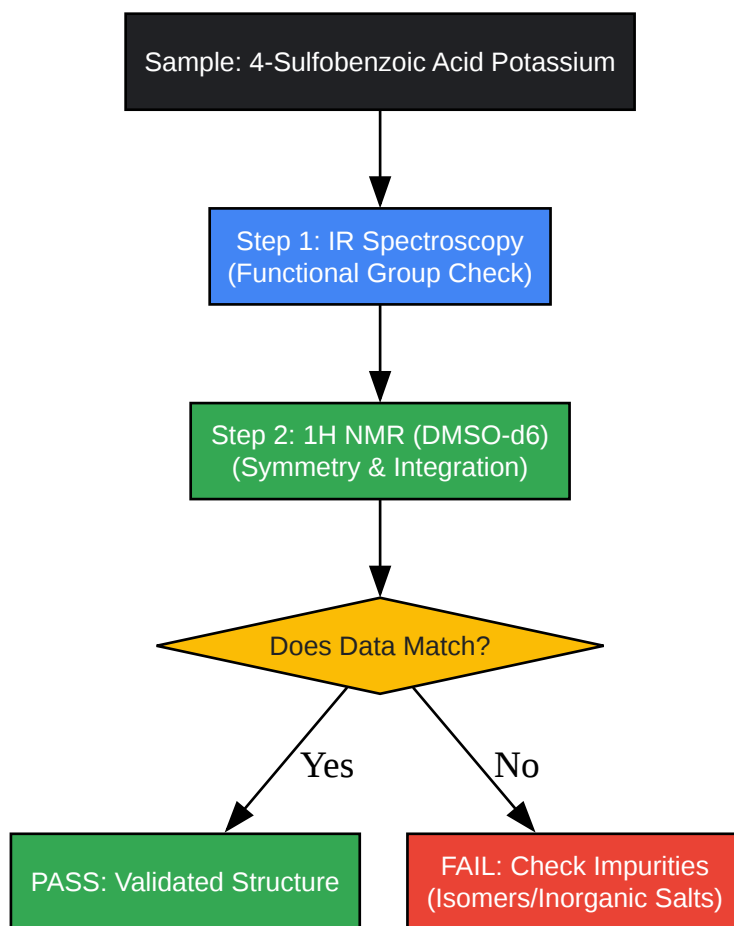 Sample: 4-Sulfobenzoic Acid Potassium
Step 1: IR Spectroscopy
(Functional Group Check)
Step 2: 1H NMR (DMSO-d6)
(Symmetry & Integration)
Does Data Match?
Yes
No
PASS: Validated Structure
FAIL: Check Impurities
(Isomers/Inorganic Salts)